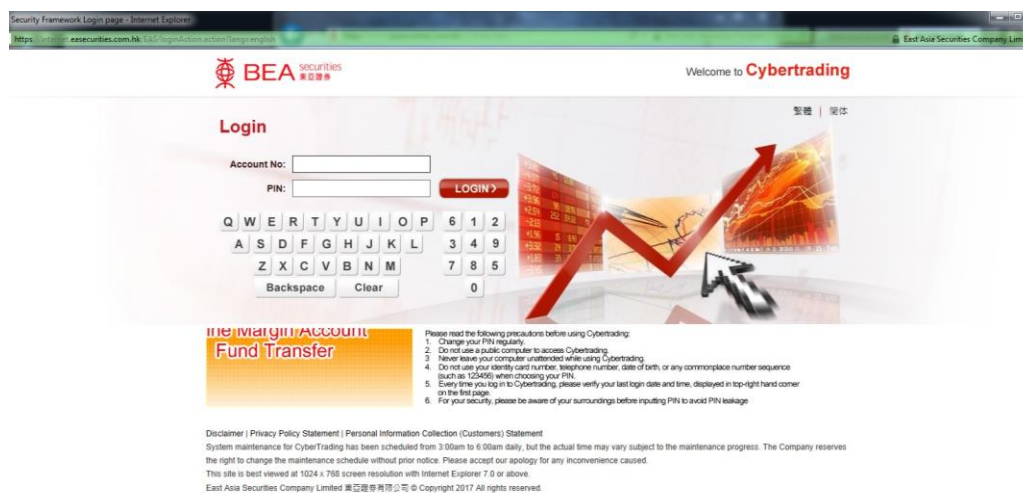 Security Framework Login page - Internet Explorer
East Asia Securities Company Lim
BEA securities
東亞證券
Welcome to Cybertrading
繁體 | 简体
Login
Account No:
PIN:
LOGIN >
Q W E R T Y U I O P 6 1 2
A S D F G H J K L 3 4 9
Z X C V B N M 7 8 5
Backspace Clear 0
Margin Account
Fund Transfer
Please read the following precautions before using Cybertrading:
1. Change your PIN regularly.
2. Do not use a public computer to access Cybertrading.
3 Never leave your computer unattended while using Cybertrading.
4. Do not use your identity card number, telephone number, date of birth, or any commonplace number sequence
(such as 123456) when choosing your PIN.
5. Every time you log in to Cybertrading, please verify your last login date and time, displayed in top-right hand corner
on the first page.
6. For your security, please be aware of your surroundings before inputting PIN to avoid PIN leakage
Disclaimer | Privacy Policy Statement | Personal Information Collection (Customers) Statement
System maintenance for CyberTrading has been scheduled from 3:00am to 6:00am daily, but the actual time may vary subject to the maintenance progress. The Company reserves
the right to change the maintenance schedule without prior notice. Please accept our apology for any inconvenience caused.
This site is best viewed at 1024 x 768 screen resolution with Internet Explorer 7.0 or above.
East Asia Securities Company Limited 東亞證券有限公司 © Copyright 2017 All rights reserved.